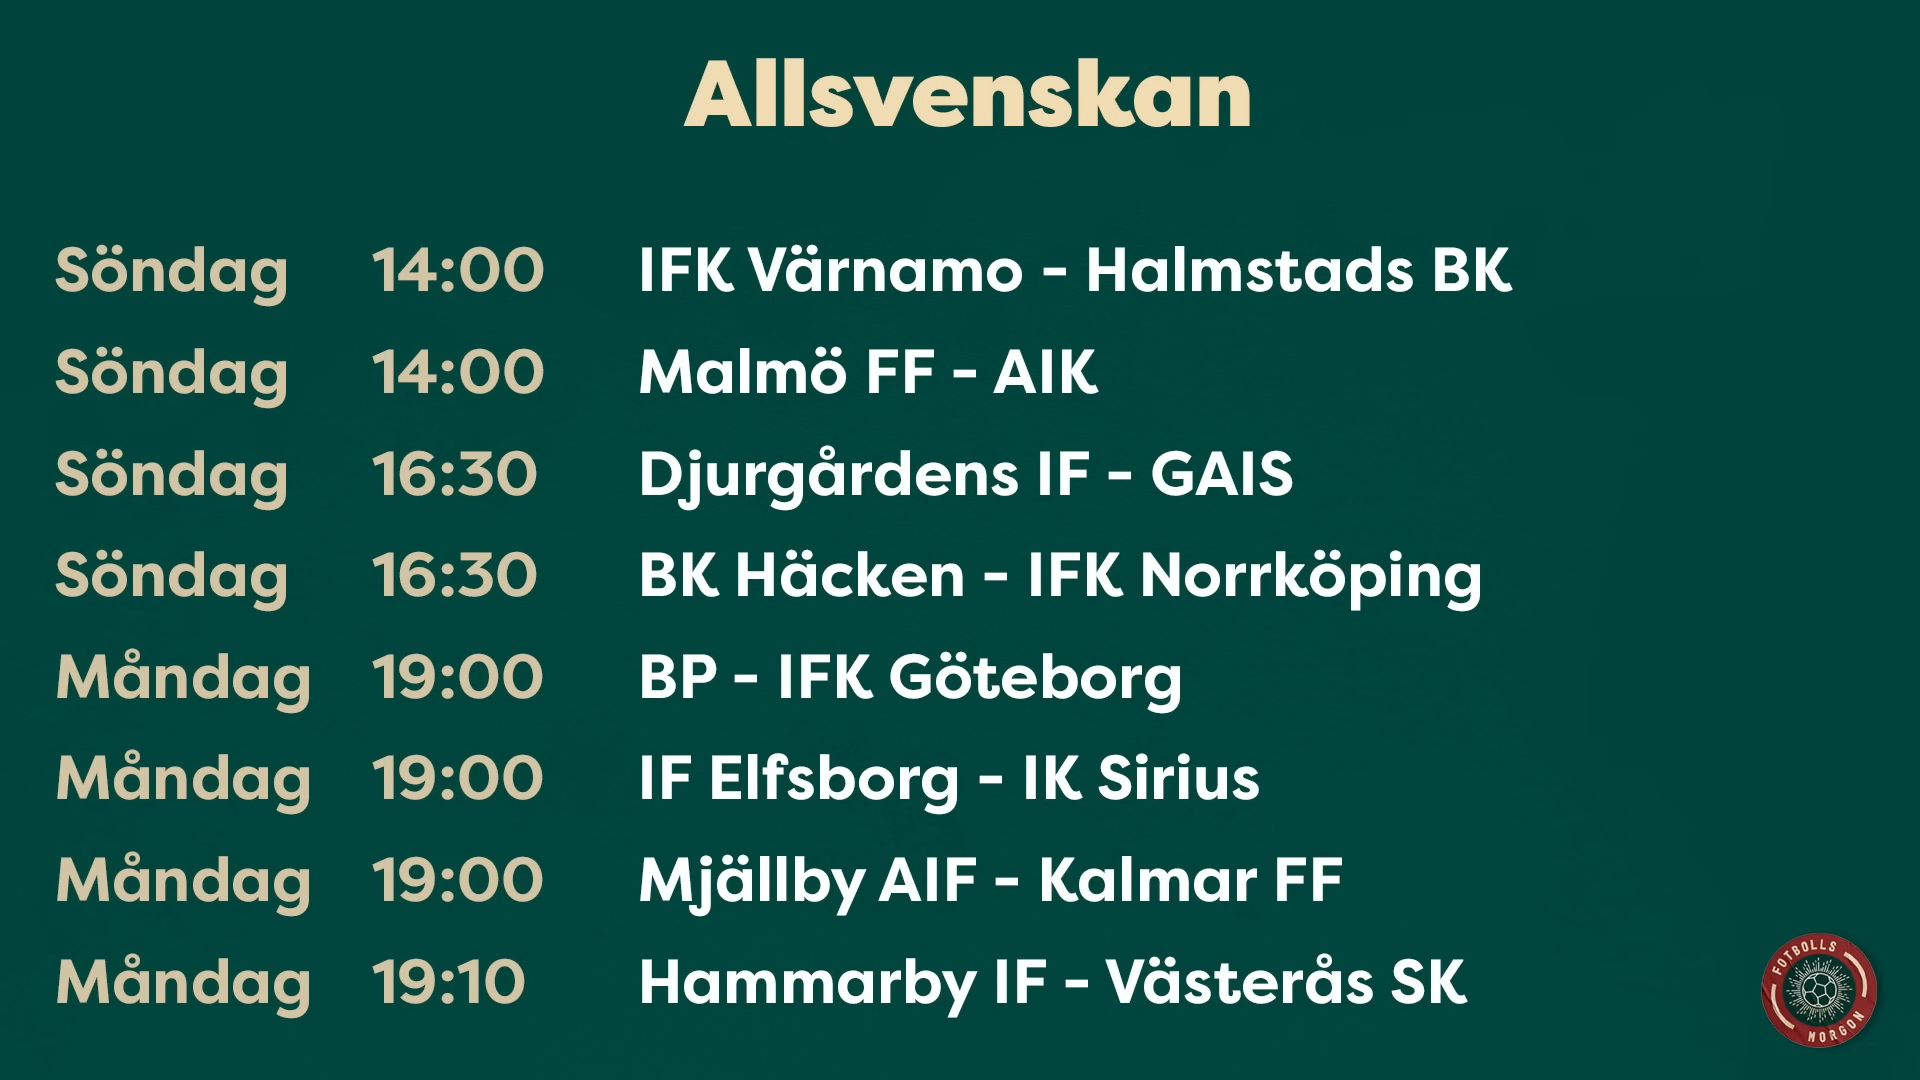 Allsvenskan
Söndag 14:00 IFK Värnamo - Halmstads BK
Söndag 14:00 Malmö FF - AIK
Söndag 16:30 Djurgårdens IF - GAIS
Söndag 16:30 BK Häcken - IFK Norrköping
Måndag 19:00 BP - IFK Göteborg
Måndag 19:00 IF Elfsborg - IK Sirius
Måndag 19:00 Mjällby AIF - Kalmar FF
Måndag 19:10 Hammarby IF - Västerås SK
FOTBOLLS
MORGON